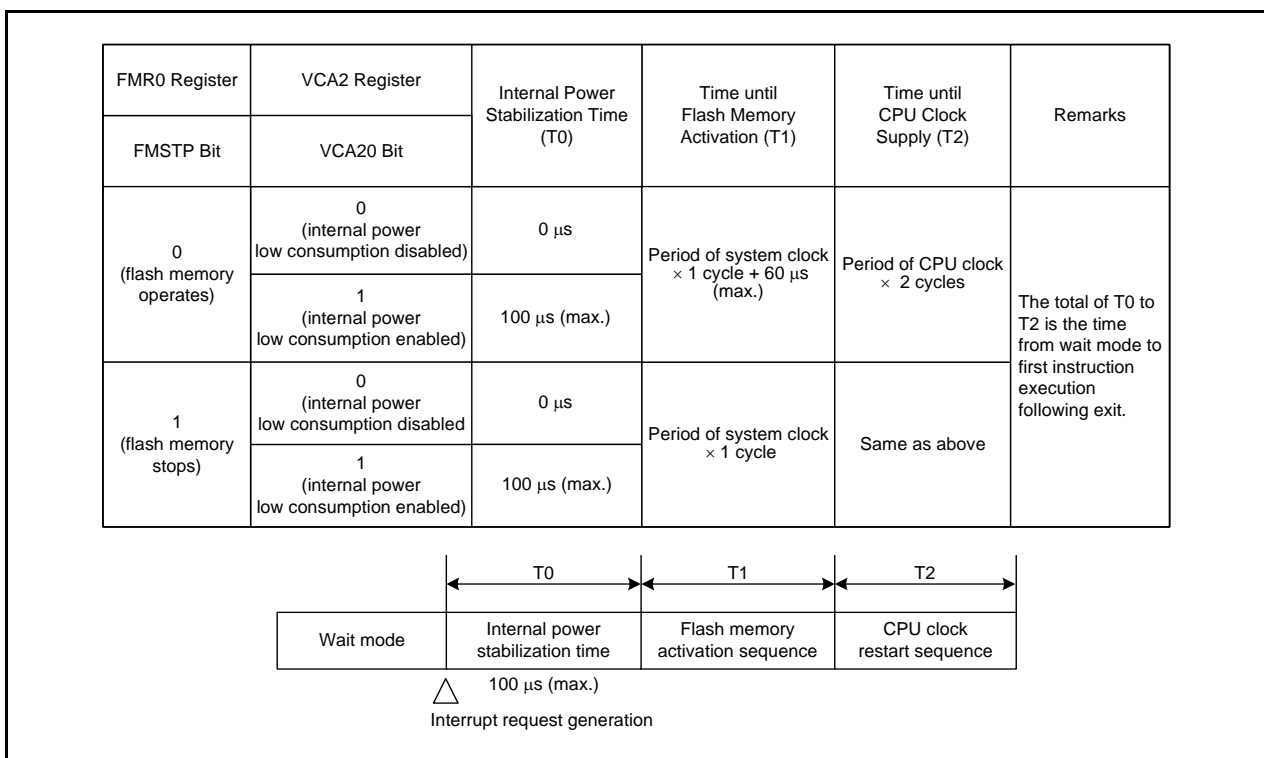 FMR0 Register
VCA2 Register
Internal Power
Stabilization Time
(T0)
Time until
Flash Memory
Activation (T1)
Time until
CPU Clock
Supply (T2)
Remarks
FMSTP Bit
VCA20 Bit
0
(flash memory
operates)
0
(internal power
low consumption disabled)
0 μs
Period of system clock
× 1 cycle + 60 μs
(max.)
Period of CPU clock
× 2 cycles
The total of T0 to
T2 is the time
from wait mode to
first instruction
execution
following exit.
1
(internal power
low consumption enabled)
100 μs (max.)
1
(flash memory
stops)
0
(internal power
low consumption disabled
0 μs
Period of system clock
× 1 cycle
Same as above
1
(internal power
low consumption enabled)
100 μs (max.)
T0
T1
T2
Wait mode
Internal power
stabilization time
Flash memory
activation sequence
CPU clock
restart sequence
100 μs (max.)
Interrupt request generation